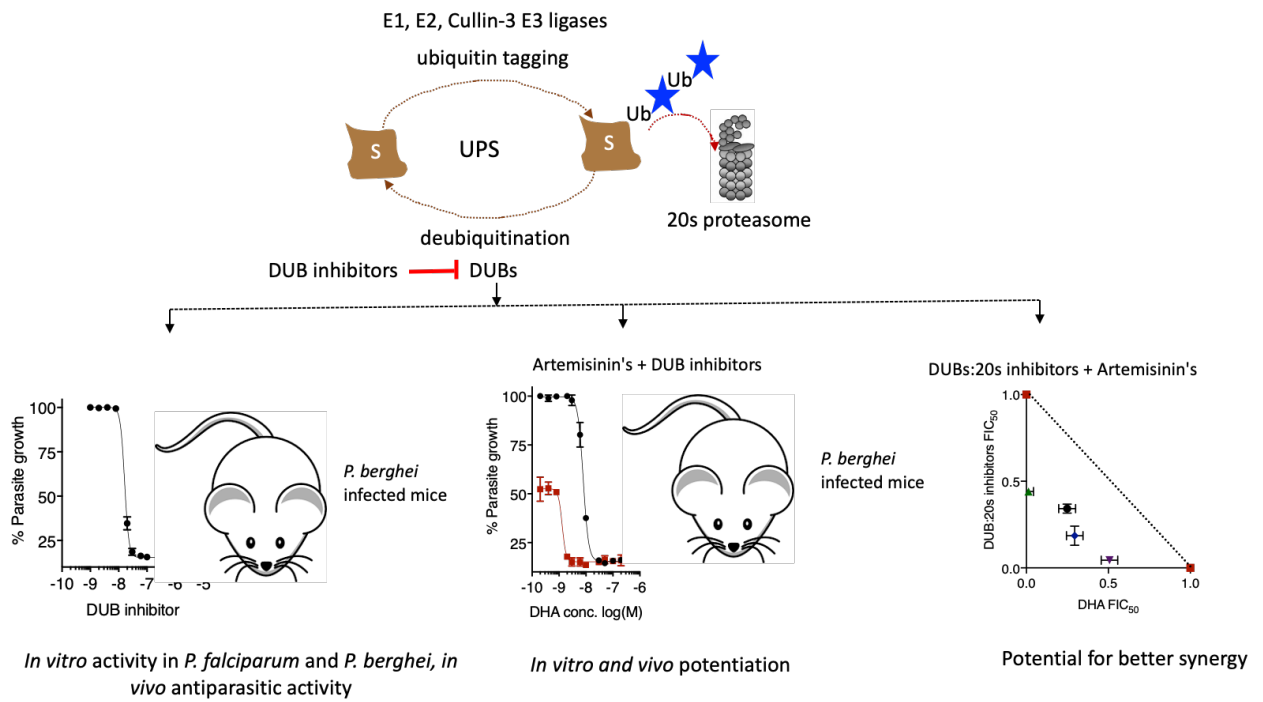 E1, E2, Cullin-3 E3 ligases
ubiquitin tagging
Ub
Ub
S
UPS
S
20s proteasome
deubiquitination
DUB inhibitors
DUBs
% Parasite growth
100
75
50
25
-10 -9 -8 -7 -6 -5
DUB inhibitor
P. berghei
infected mice
In vitro activity in P. falciparum and P. berghei, in
vivo antiparasitic activity
Artemisinin's + DUB inhibitors
% Parasite growth
100
75
50
25
-10 -9 -8 -7 -6
DHA conc. log(M)
P. berghei
infected mice
In vitro and vivo potentiation
DUBs:20s inhibitors + Artemisinin's
DUB:20s inhibitors FIC50
1.0
0.5
0.0
0.0 0.5 1.0
DHA FIC50
Potential for better synergy